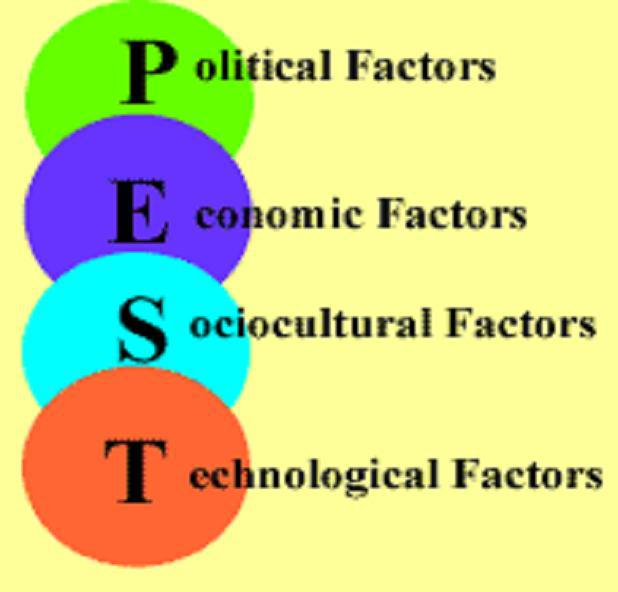 Political Factors
Economic Factors
Sociocultural Factors
Technological Factors